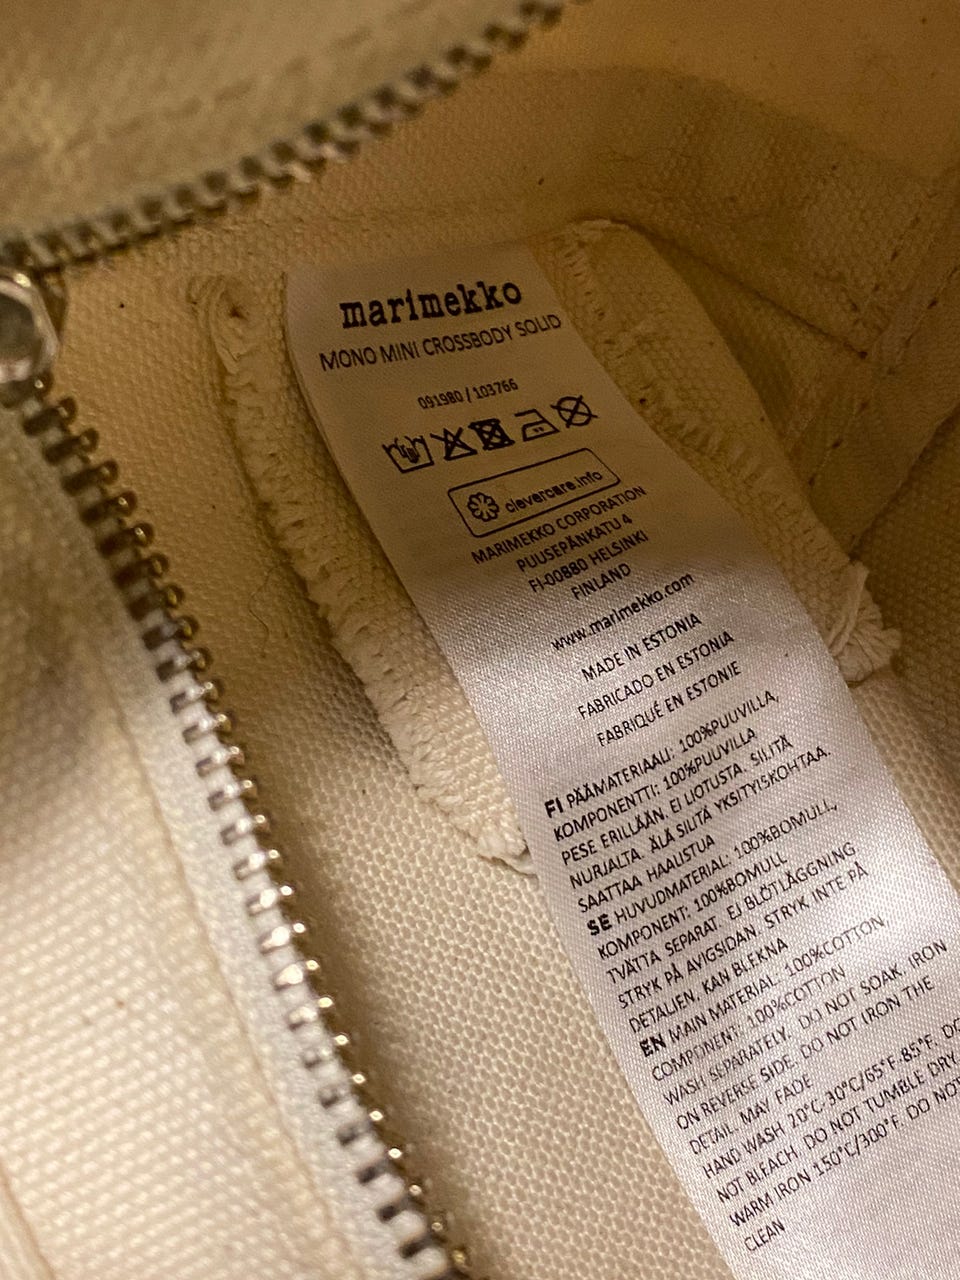 marimekko
MONO MINI CROSSBODY SOLID
091980 / 103766
clevercare.info
MARIMEKKO CORPORATION
PUUSEPÄNKATU 4
FI-00880 HELSINKI
FINLAND
www.marimekko.com
MADE IN ESTONIA
FABRICADO EN ESTONIA
FABRIQUÉ EN ESTONIE
FI PÄÄMATERIAALI: 100%PUUVILLA,
KOMPONENTTI: 100%PUUVILLA
PESE ERILLÄÄN. EI LIOTUSTA. SILITÄ
NURJALTA. ÄLÄ SILITÄ YKSITYISKOHTAA.
SAATTAA HAALISTUA
SE HUVUDMATERIAL: 100%BOMULL,
KOMPONENT: 100%BOMULL
TVÄTTA SEPARAT. EJ BLÖTLÄGGNING
STRYK PÅ AVIGSIDAN, STRYK INTE PÅ
DETALJEN. KAN BLEKNA
EN MAIN MATERIAL: 100%COTTON
COMPONENT: 100%COTTON
WASH SEPARATELY. DO NOT SOAK. IRON
ON REVERSE SIDE. DO NOT IRON THE
DETAIL. MAY FADE
HAND WASH 20°C-30°C/65°F-85°F. DO
NOT BLEACH. DO NOT TUMBLE DRY.
WARM IRON 150°C/300°F. DO NOT
CLEAN